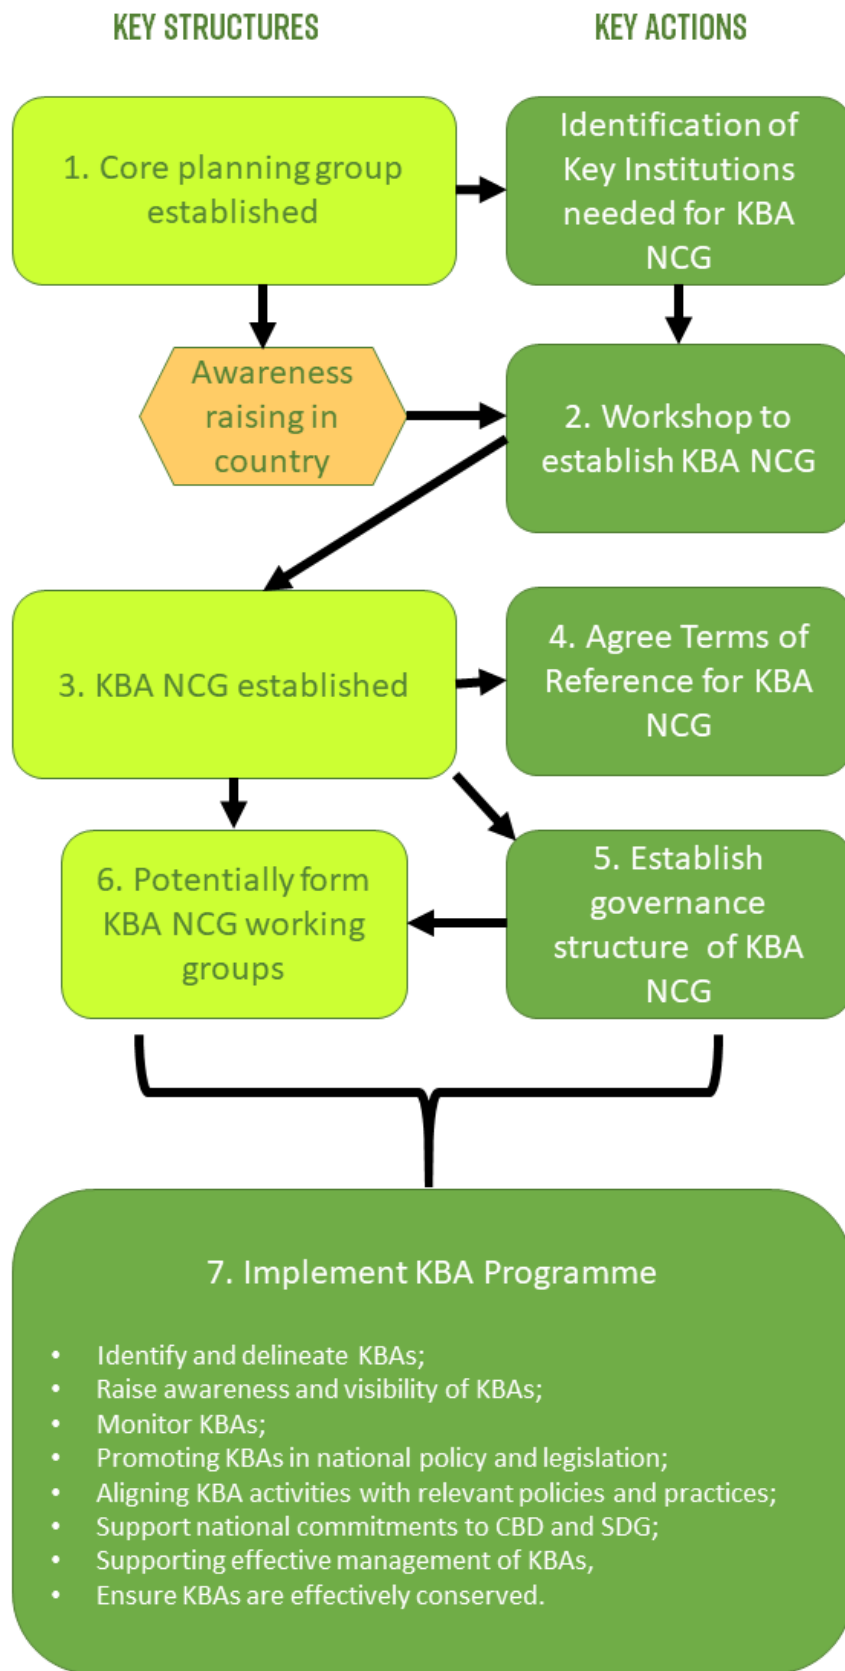 KEY STRUCTURES
KEY ACTIONS
1. Core planning group
established
Identification of
Key Institutions
needed for KBA
NCG
Awareness
raising in
country
2. Workshop to
establish KBA NCG
3. KBA NCG established
4. Agree Terms of
Reference for KBA
NCG
6. Potentially form
KBA NCG working
groups
5. Establish
governance
structure of KBA
NCG
7. Implement KBA Programme
• Identify and delineate KBAs;
• Raise awareness and visibility of KBAs;
• Monitor KBAs;
• Promoting KBAs in national policy and legislation;
• Aligning KBA activities with relevant policies and practices;
• Support national commitments to CBD and SDG;
• Supporting effective management of KBAs,
• Ensure KBAs are effectively conserved.